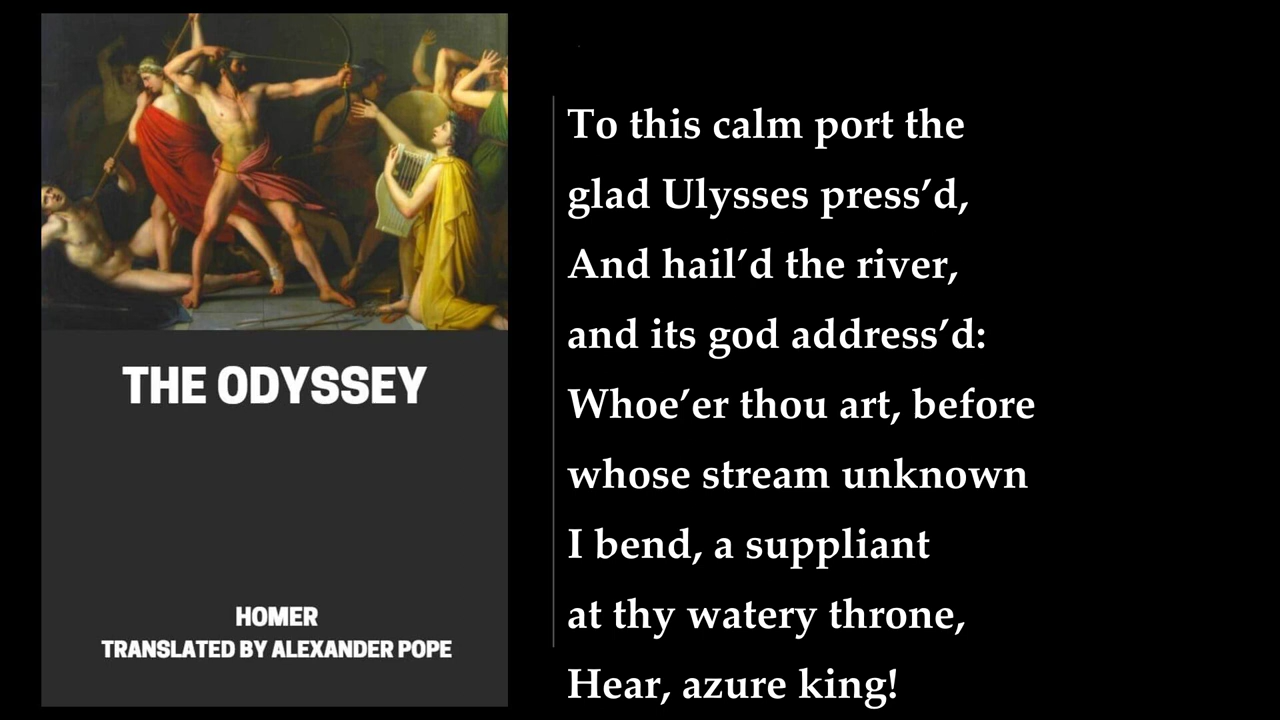 THE ODYSSEY
HOMER
TRANSLATED BY ALEXANDER POPE
To this calm port the
glad Ulysses press’d,
And hail’d the river,
and its god address’d:
Whoe’er thou art, before
whose stream unknown
I bend, a suppliant
at thy watery throne,
Hear, azure king!